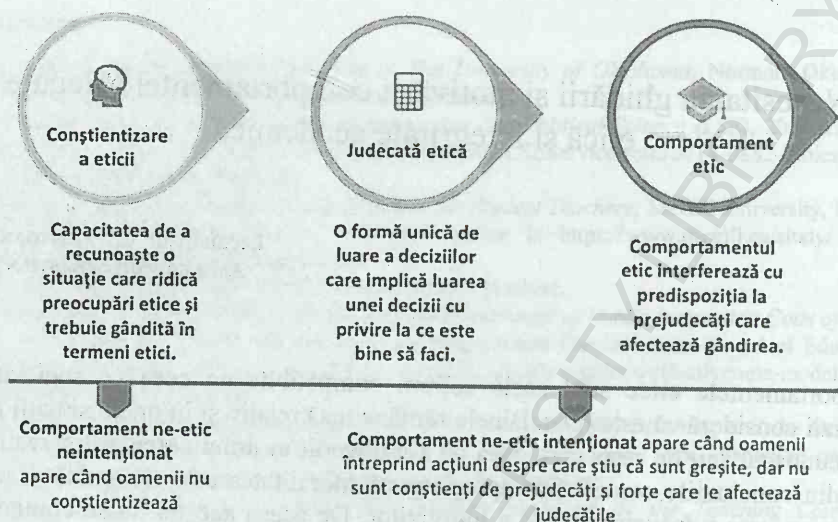 Conștientizare
a eticii
Judecată etică
Comportament
etic
Capacitatea de a
recunoaște o
situație care ridică
preocupări etice și
trebuie gândită în
termeni etici.
O formă unică de
luare a deciziilor
care implică luarea
unei decizii cu
privire la ce este
bine să faci.
Comportamentul
etic interferează cu
predispoziția la
prejudecăți care
afectează gândirea.
Comportament ne-etic
neintenționat
apare când oamenii nu
conștientizează
Comportament ne-etic intenționat apare când oamenii
întreprind acțiuni despre care știu că sunt greșite, dar nu
sunt conștienți de prejudecăți și forțe care le afectează
judecățile